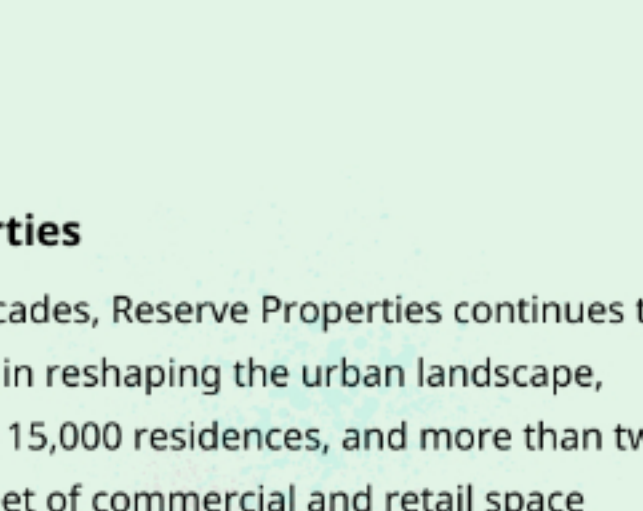 rties
cades, Reserve Properties continues t
in reshaping the urban landscape,
15,000 residences, and more than tw
et of commercial and retail space